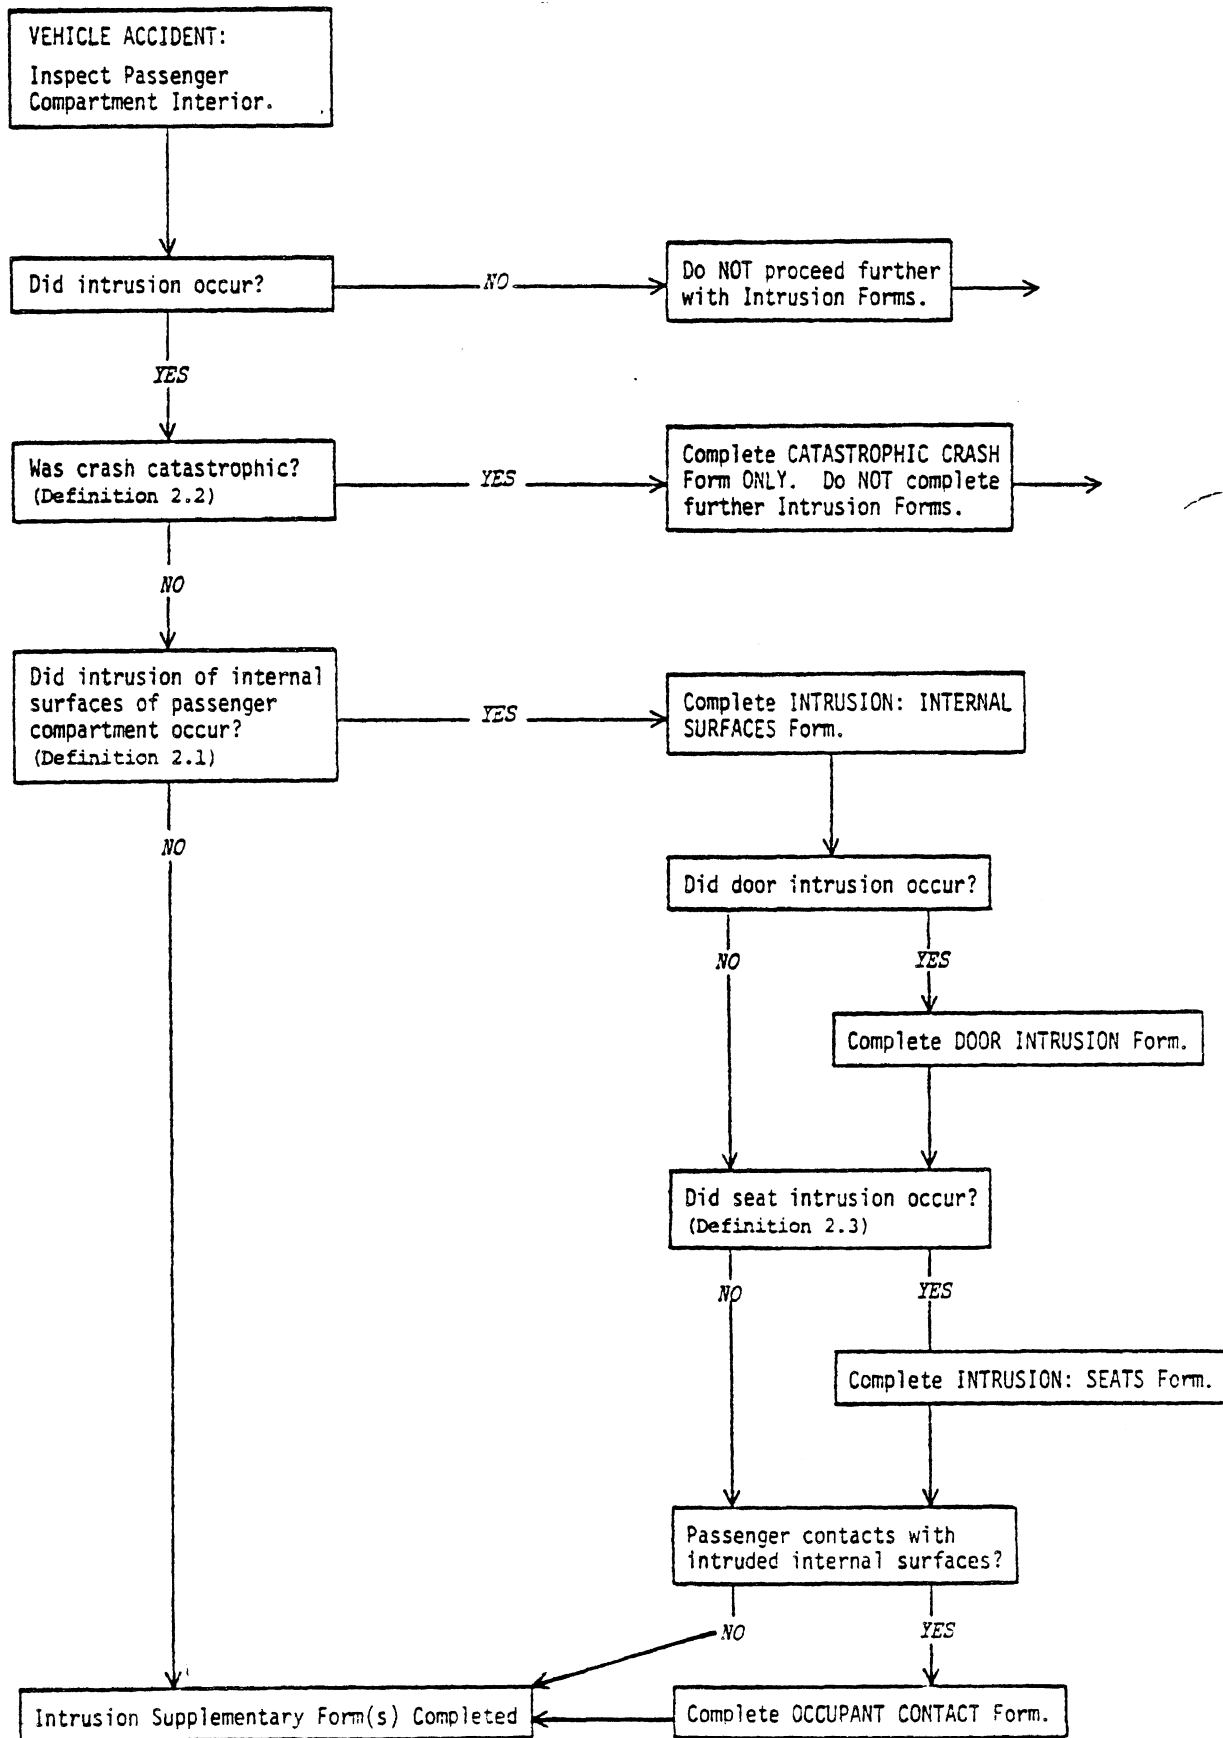 VEHICLE ACCIDENT:
Inspect Passenger
Compartment Interior.
Did intrusion occur?
NO
Do NOT proceed further
with Intrusion Forms.
YES
Was crash catastrophic?
(Definition 2.2)
YES
Complete CATASTROPHIC CRASH
Form ONLY. Do NOT complete
further Intrusion Forms.
NO
Did intrusion of internal
surfaces of passenger
compartment occur?
(Definition 2.1)
YES
Complete INTRUSION: INTERNAL
SURFACES Form.
NO
Did door intrusion occur?
NO
YES
Complete DOOR INTRUSION Form.
Did seat intrusion occur?
(Definition 2.3)
NO
YES
Complete INTRUSION: SEATS Form.
Passenger contacts with
intruded internal surfaces?
NO
YES
Intrusion Supplementary Form(s) Completed
Complete OCCUPANT CONTACT Form.